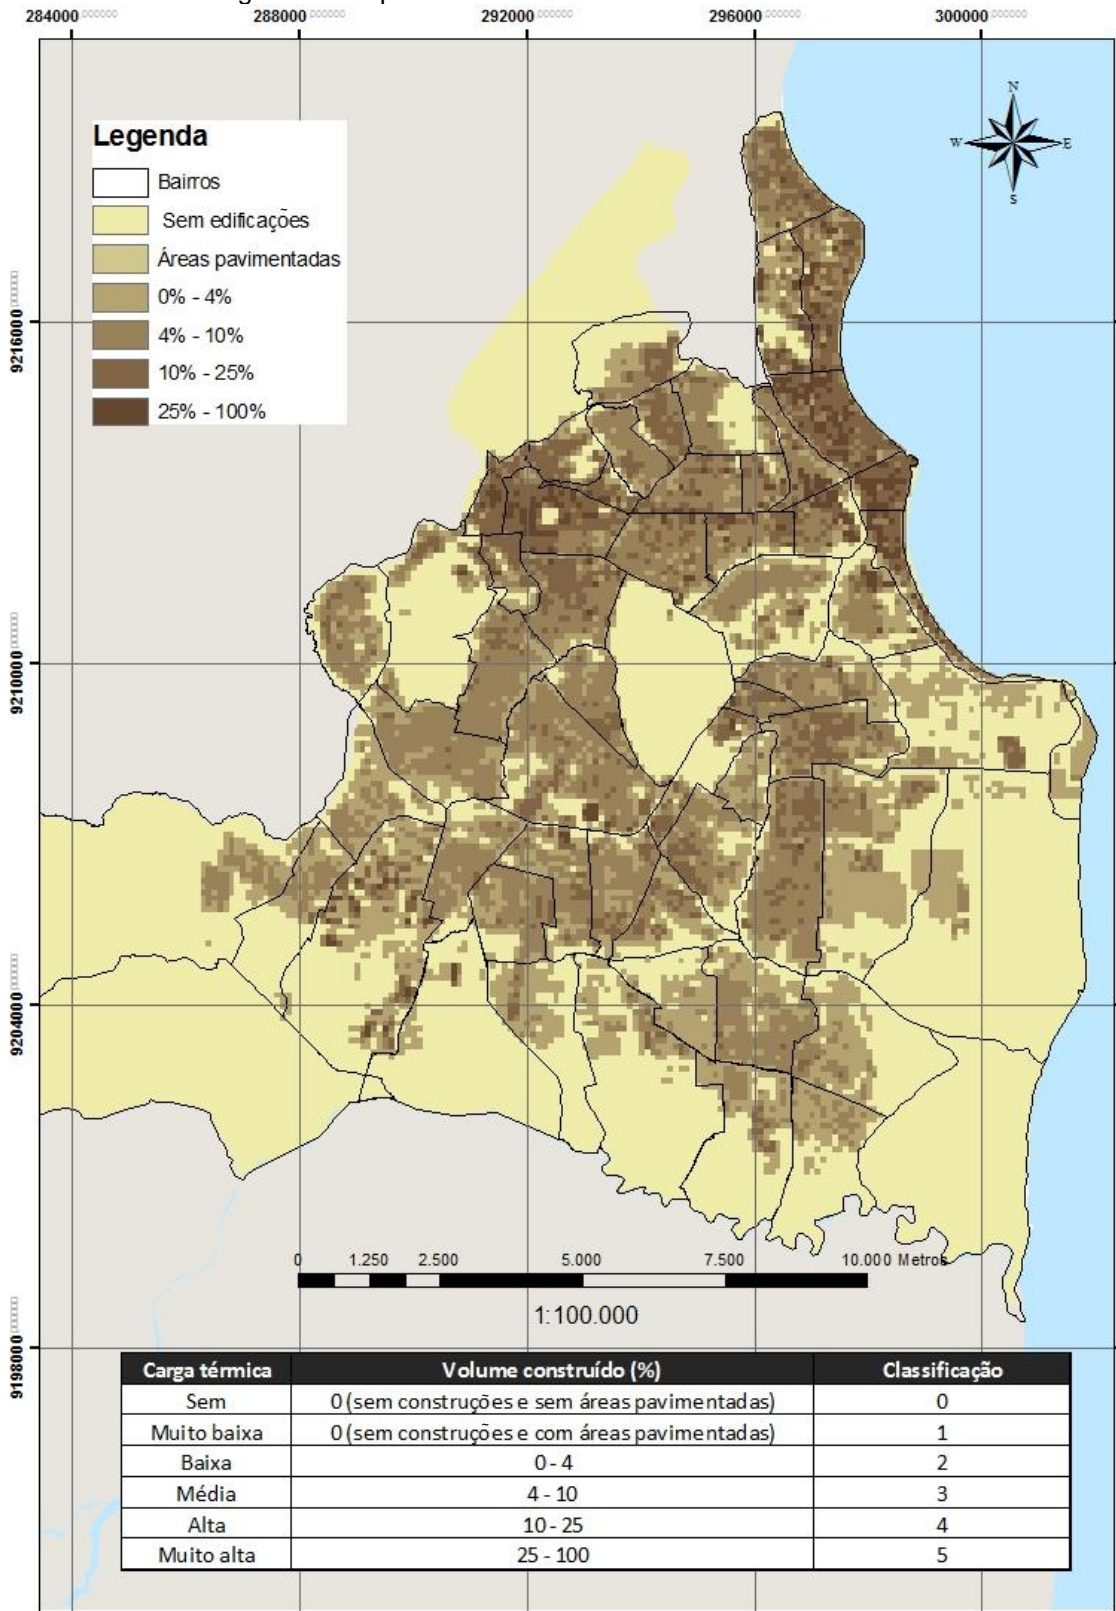 284000 288000 292000 296000 300000
N
W E
S
Legenda
Bairros
Sem edificações
Áreas pavimentadas
0% - 4%
4% - 10%
10% - 25%
25% - 100%
9216000
9210000
9204000
9198000
0 1.250 2.500 5.000 7.500 10.000 Metros
1:100.000
Carga térmica Volume construído (%) Classificação
Sem 0 (sem construções e sem áreas pavimentadas) 0
Muito baixa 0 (sem construções e com áreas pavimentadas) 1
Baixa 0 - 4 2
Média 4 - 10 3
Alta 10 - 25 4
Muito alta 25 - 100 5